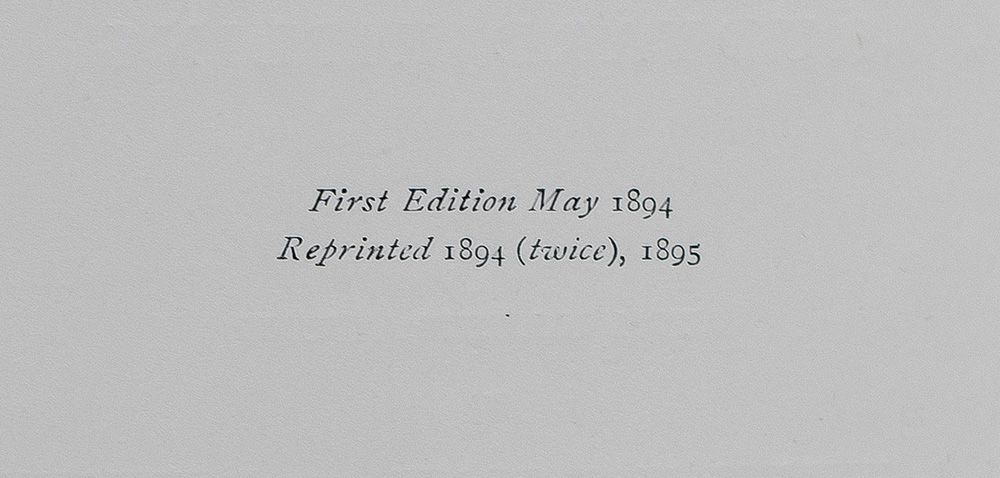 First Edition May 1894
Reprinted 1894 (twice), 1895